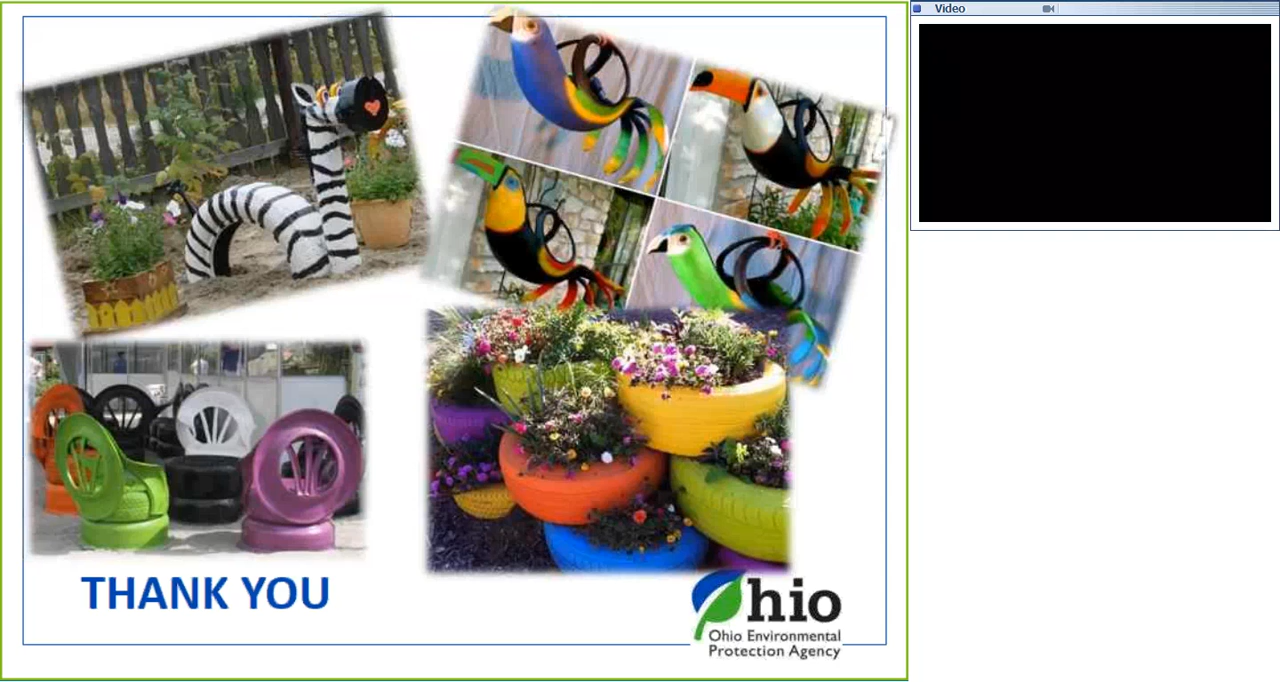 Video
THANK YOU
Ohio
Ohio Environmental
Protection Agency